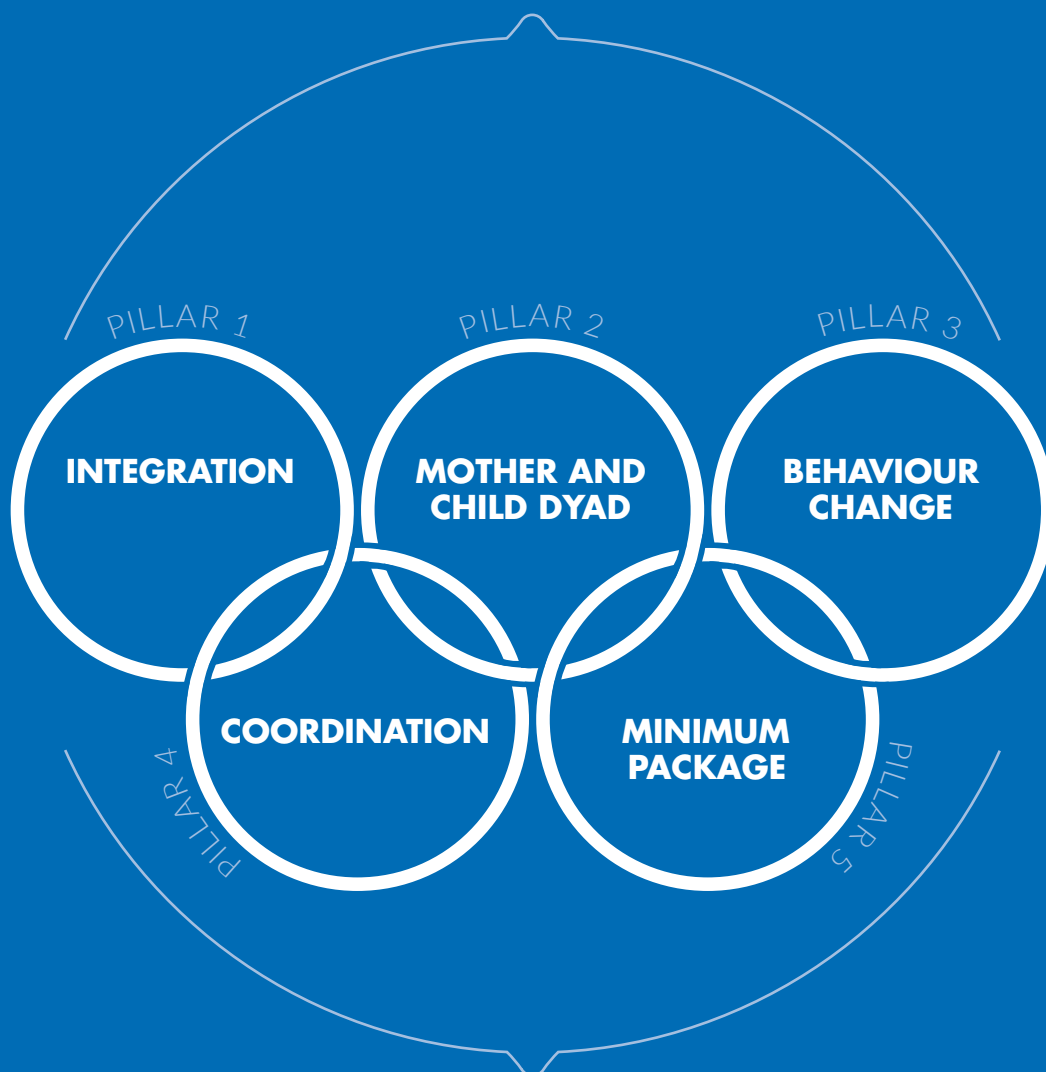 PILLAR 1
PILLAR 2
PILLAR 3
INTEGRATION
MOTHER AND
CHILD DYAD
BEHAVIOUR
CHANGE
COORDINATION
MINIMUM
PACKAGE
PILLAR 4
PILLAR 5